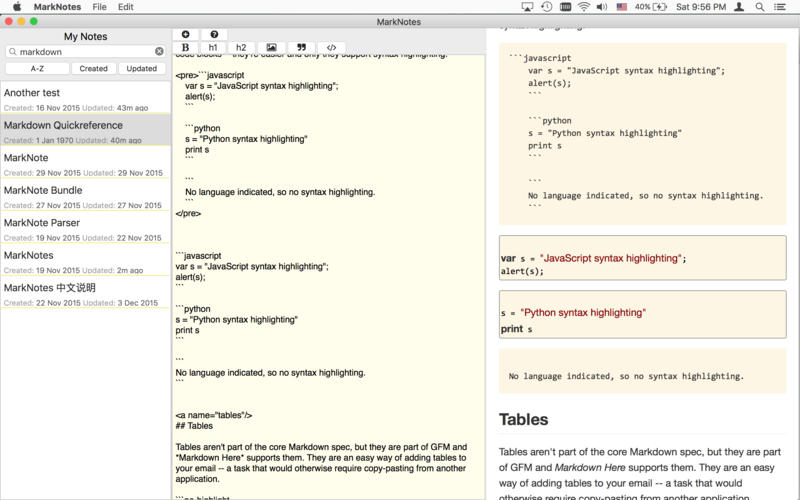 MarkNotes File Edit 40% Sat 9:56 PM
MarkNotes
My Notes
markdown
A-Z Created Updated
Another test
Created: 16 Nov 2015 Updated: 43m ago
Markdown Quickreference
Created: 1 Jan 1970 Updated: 40m ago
MarkNote
Created: 29 Nov 2015 Updated: 29 Nov 2015
MarkNote Bundle
Created: 27 Nov 2015 Updated: 27 Nov 2015
MarkNote Parser
Created: 19 Nov 2015 Updated: 22 Nov 2015
MarkNotes
Created: 19 Nov 2015 Updated: 2m ago
MarkNotes 中文说明
Created: 22 Nov 2015 Updated: 3 Dec 2015
B h1 h2 </>
code blocks -- they're easier and only they support syntax highlighting.
<pre>```javascript
var s = "JavaScript syntax highlighting";
alert(s);
```
```python
s = "Python syntax highlighting"
print s
```
```
No language indicated, so no syntax highlighting.
```
</pre>
```javascript
var s = "JavaScript syntax highlighting";
alert(s);
```
```python
s = "Python syntax highlighting"
print s
```
```
No language indicated, so no syntax highlighting.
```
<a name="tables"/>
## Tables
Tables aren't part of the core Markdown spec, but they are part of GFM and
*Markdown Here* supports them. They are an easy way of adding tables to
your email -- a task that would otherwise require copy-pasting from another
application.
```no-highlight
syntax highlighting.
```javascript
var s = "JavaScript syntax highlighting";
alert(s);
```
```python
s = "Python syntax highlighting"
print s
```
```
No language indicated, so no syntax highlighting.
```
var s = "JavaScript syntax highlighting";
alert(s);
s = "Python syntax highlighting"
print s
No language indicated, so no syntax highlighting.
Tables
Tables aren't part of the core Markdown spec, but they are
part of GFM and Markdown Here supports them. They are an easy
way of adding tables to your email -- a task that would
otherwise require copy-pasting from another application.